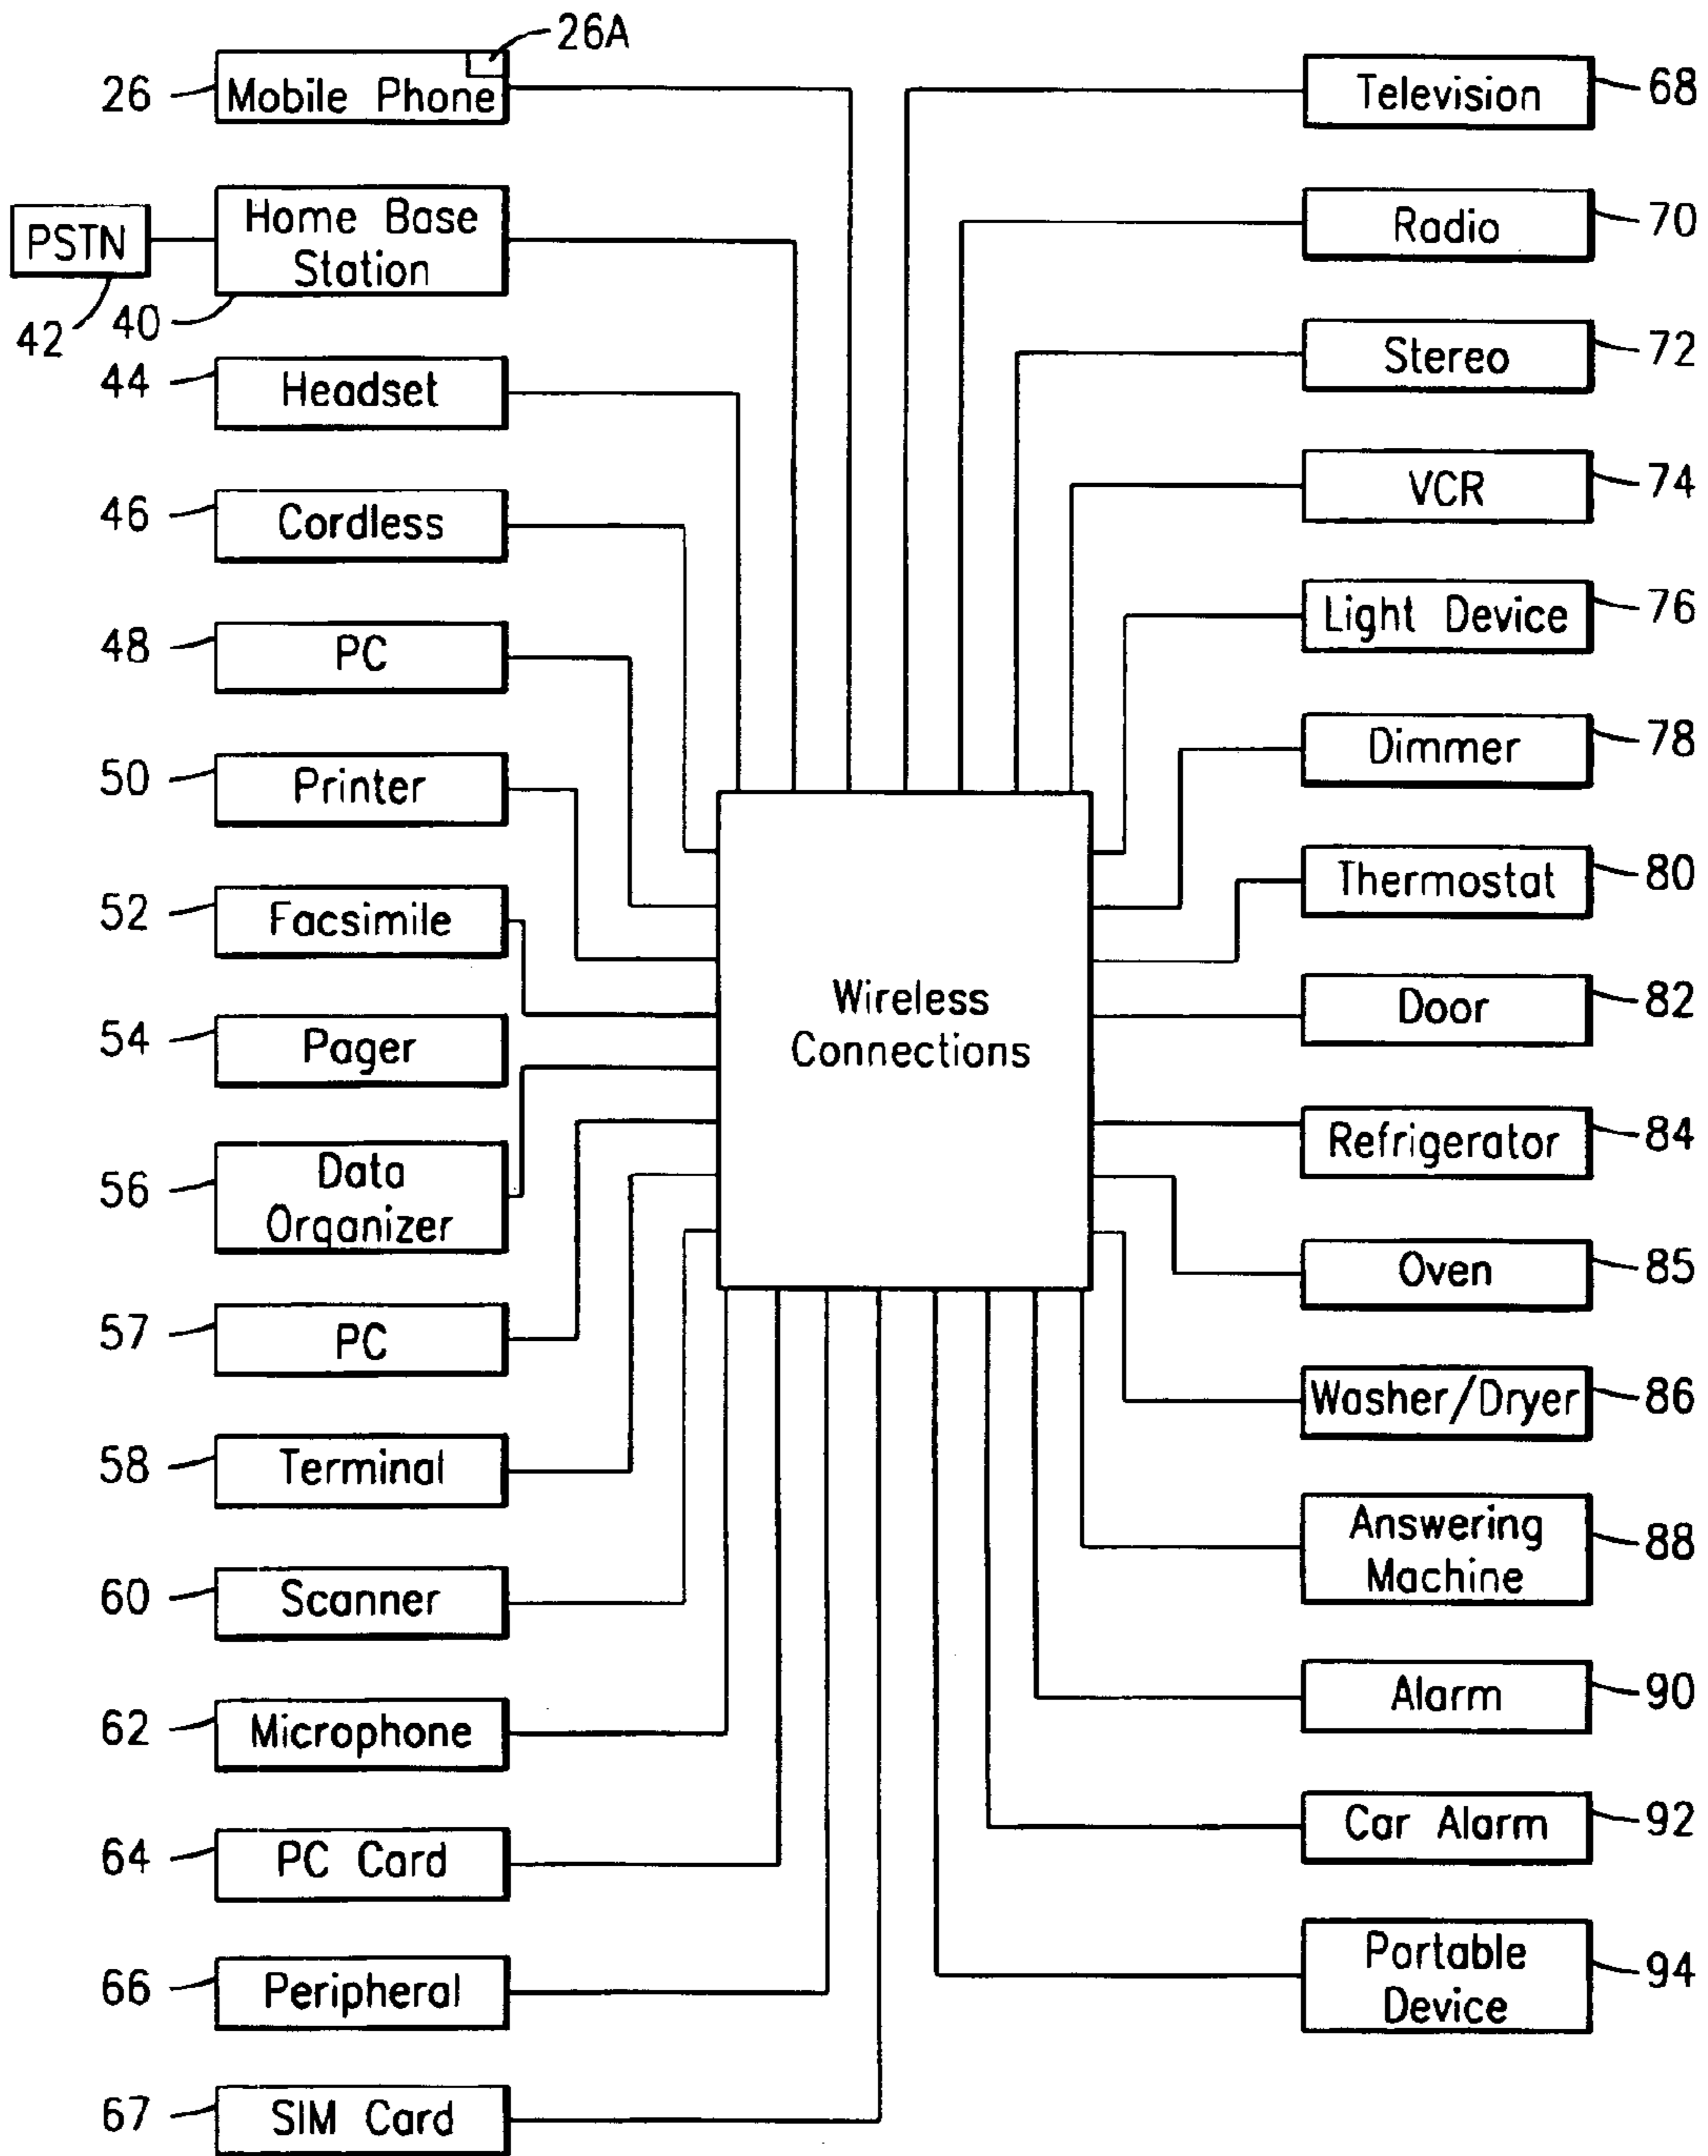 26A
26
Mobile Phone
PSTN
42
Home Base
Station
40
44
Headset
46
Cordless
48
PC
50
Printer
52
Facsimile
54
Pager
56
Data
Organizer
57
PC
58
Terminal
60
Scanner
62
Microphone
64
PC Card
66
Peripheral
67
SIM Card
Wireless
Connections
Television
68
Radio
70
Stereo
72
VCR
74
Light Device
76
Dimmer
78
Thermostat
80
Door
82
Refrigerator
84
Oven
85
Washer/Dryer
86
Answering
Machine
88
Alarm
90
Car Alarm
92
Portable
Device
94